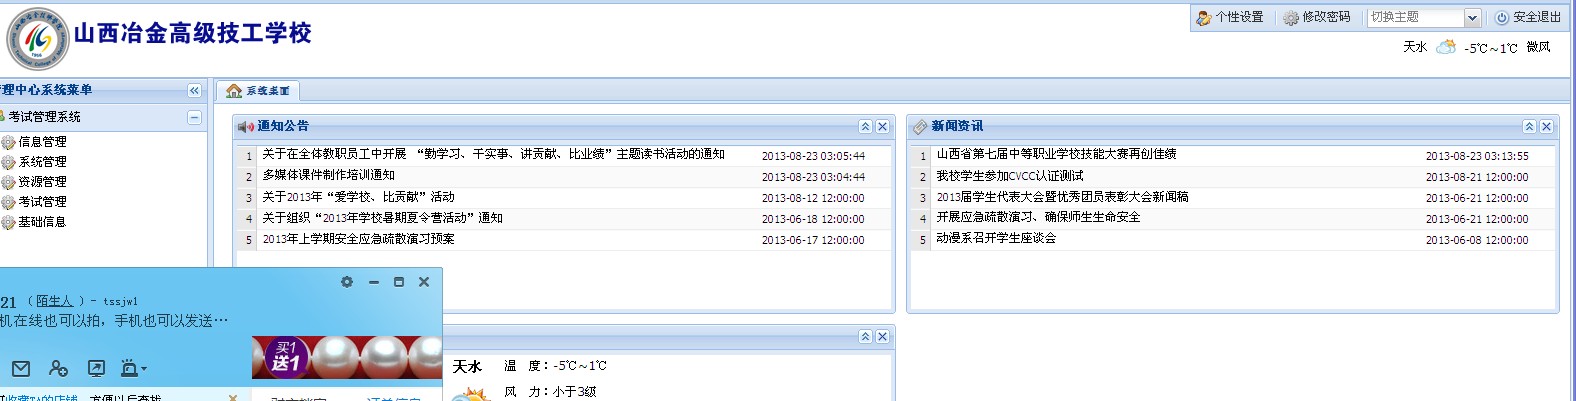 山西冶金高级技工学校
个性设置 修改密码 切换主题 安全退出
天水 -5℃~1℃ 微风
管理中心系统菜单
考试管理系统
信息管理
系统管理
资源管理
考试管理
基础信息
系统桌面
通知公告
1 关于在全体教职员工中开展 “勤学习、干实事、讲贡献、比业绩”主题读书活动的通知 2013-08-23 03:05:44
2 多媒体课件制作培训通知 2013-08-23 03:04:44
3 关于2013年“爱学校、比贡献”活动 2013-08-12 12:00:00
4 关于组织“2013年学校暑期夏令营活动”通知 2013-06-18 12:00:00
5 2013年上学期安全应急疏散演习预案 2013-06-17 12:00:00
新闻资讯
1 山西省第七届中等职业学校技能大赛再创佳绩 2013-08-23 03:13:55
2 我校学生参加CVCC认证测试 2013-08-21 12:00:00
3 2013届学生代表大会暨优秀团员表彰大会新闻稿 2013-06-21 12:00:00
4 开展应急疏散演习、确保师生生命安全 2013-06-21 12:00:00
5 动漫系召开学生座谈会 2013-06-08 12:00:00
21 （陌生人）- tssjw1
机在线也可以拍，手机也可以发送…
买1
送1
收藏TA的店铺，方便以后查找
天水 温 度：-5℃~1℃
风 力：小于3级